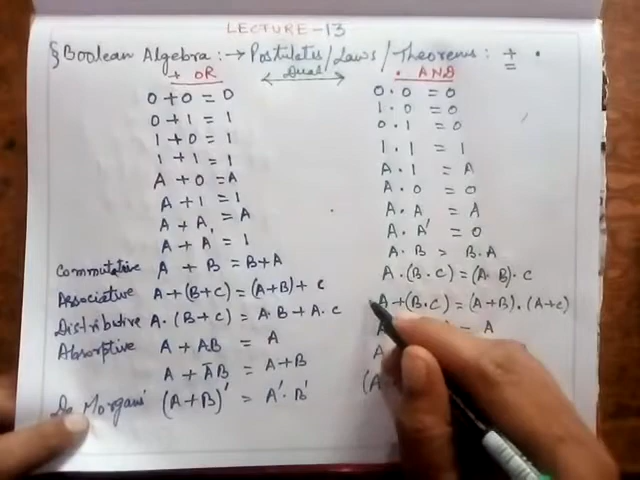 LECTURE-13
§Boolean Algebra: → Postulates/Laws/Theorems: + ·
+ OR
Dual
· AND
0 + 0 = 0
0 + 1 = 1
1 + 0 = 1
1 + 1 = 1
A + 0 = A
A + 1 = 1
A + A = A
A + A = 1
Commutative A + B = B + A
Associative A + (B + C) = (A + B) + C
Distributive A · (B + C) = A B + A · C
Absorptive A + AB = A
A + A̅B = A + B
De Morgans' (A + B)' = A' · B'
0 · 0 = 0
1 · 0 = 0
0 · 1 = 0
1 · 1 = 1
A · 1 = A
A · 0 = 0
A · A = A
A · A' = 0
A · B = B · A
A · (B · C) = (A · B) · C
A + (B · C) = (A + B) · (A + C)
= A
A
(A